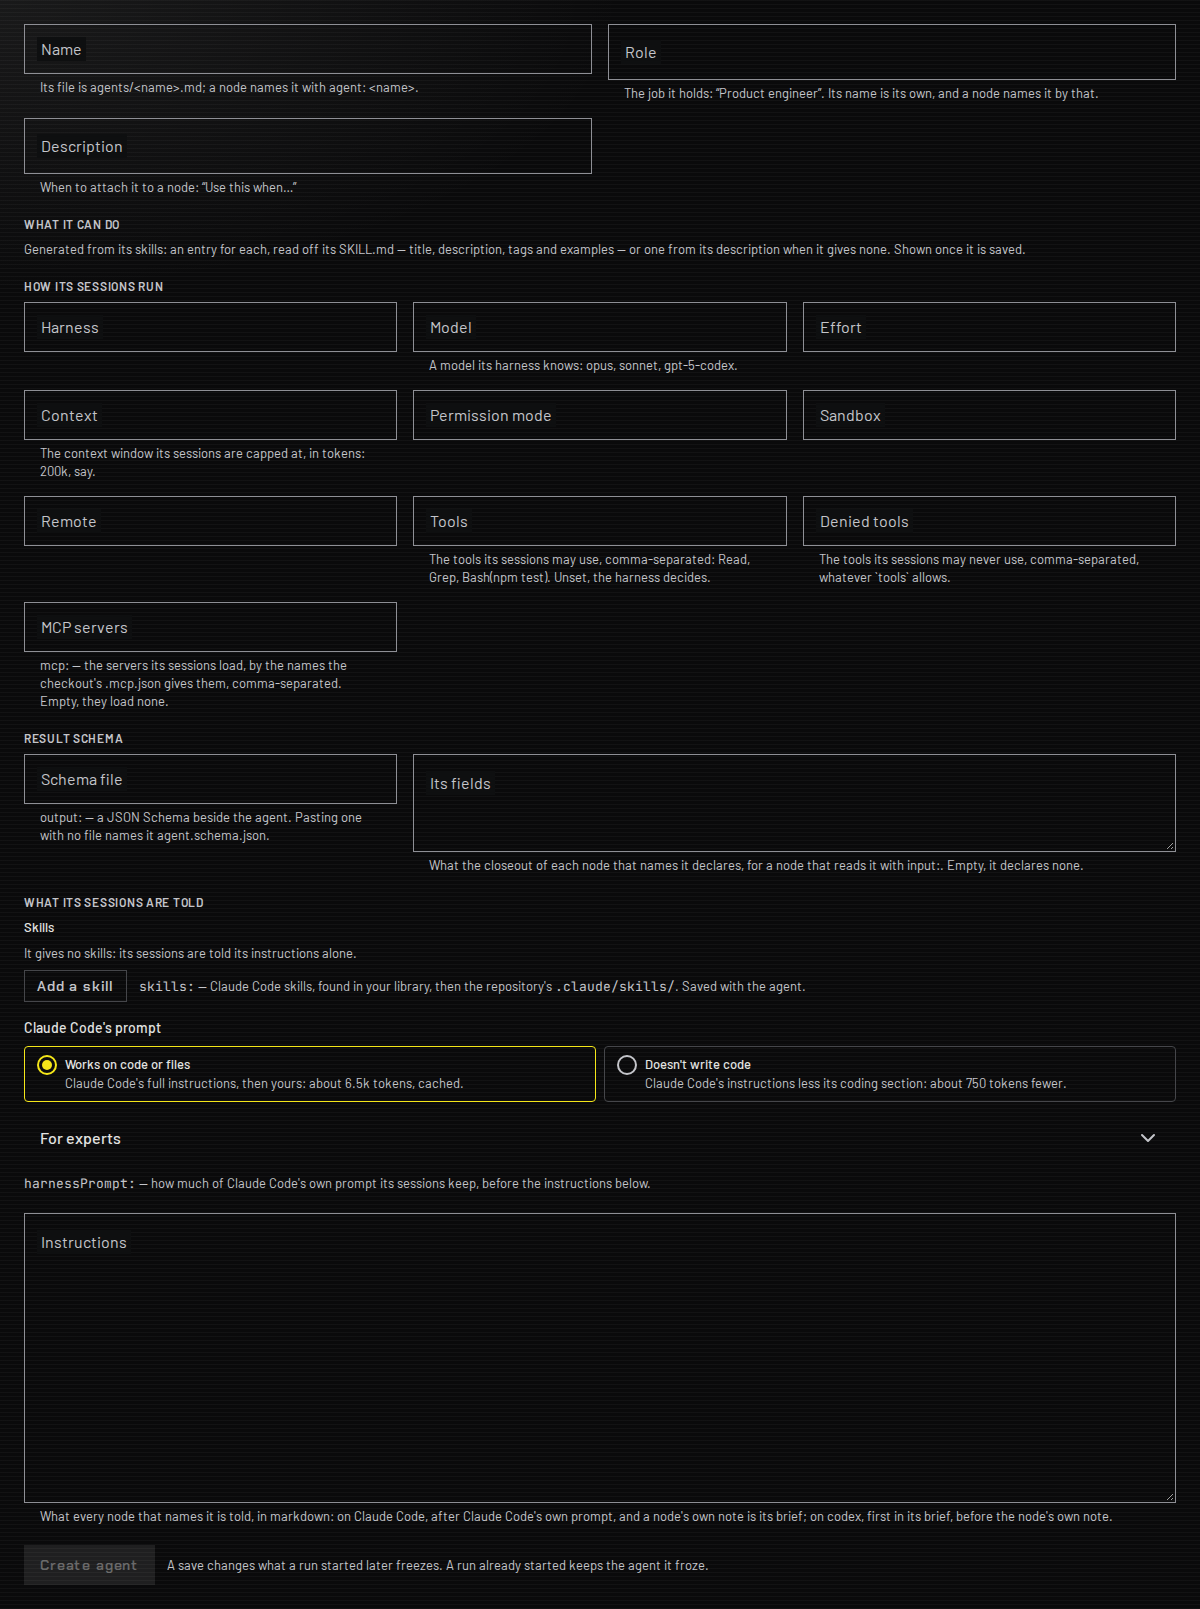 Name
Its file is agents/<name>.md; a node names it with agent: <name>.
Role
The job it holds: “Product engineer”. Its name is its own, and a node names it by that.
Description
When to attach it to a node: “Use this when…”
WHAT IT CAN DO
Generated from its skills: an entry for each, read off its SKILL.md — title, description, tags and examples — or one from its description when it gives none. Shown once it is saved.
HOW ITS SESSIONS RUN
Harness
Model
A model its harness knows: opus, sonnet, gpt-5-codex.
Effort
Context
The context window its sessions are capped at, in tokens:
200k, say.
Permission mode
Sandbox
Remote
Tools
The tools its sessions may use, comma-separated: Read,
Grep, Bash(npm test). Unset, the harness decides.
Denied tools
The tools its sessions may never use, comma-separated,
whatever `tools` allows.
MCP servers
mcp: — the servers its sessions load, by the names the
checkout's .mcp.json gives them, comma-separated.
Empty, they load none.
RESULT SCHEMA
Schema file
output: — a JSON Schema beside the agent. Pasting one
with no file names it agent.schema.json.
Its fields
What the closeout of each node that names it declares, for a node that reads it with input:. Empty, it declares none.
WHAT ITS SESSIONS ARE TOLD
Skills
It gives no skills: its sessions are told its instructions alone.
Add a skill
skills: — Claude Code skills, found in your library, then the repository's .claude/skills/. Saved with the agent.
Claude Code's prompt
Works on code or files
Claude Code's full instructions, then yours: about 6.5k tokens, cached.
Doesn't write code
Claude Code's instructions less its coding section: about 750 tokens fewer.
For experts
harnessPrompt: — how much of Claude Code's own prompt its sessions keep, before the instructions below.
Instructions
What every node that names it is told, in markdown: on Claude Code, after Claude Code's own prompt, and a node's own note is its brief; on codex, first in its brief, before the node's own note.
Create agent
A save changes what a run started later freezes. A run already started keeps the agent it froze.